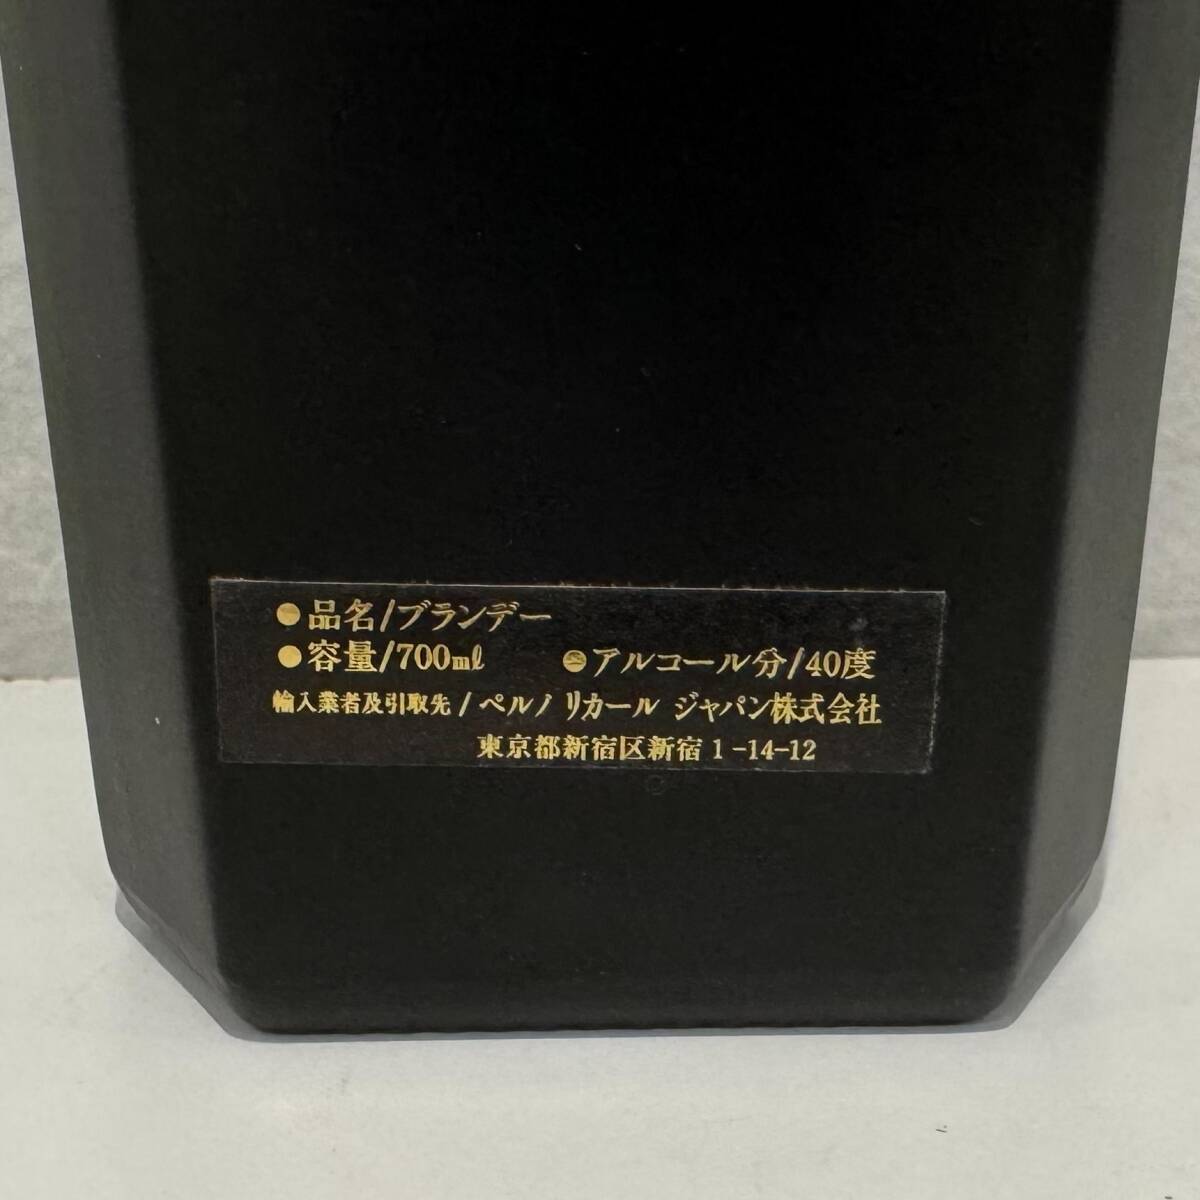 ●品名/ブランデー
●容量/700㎖ ●アルコール分/40度
輸入業者及引取先/ペルノ リカール ジャパン株式会社
東京都新宿区新宿1-14-12